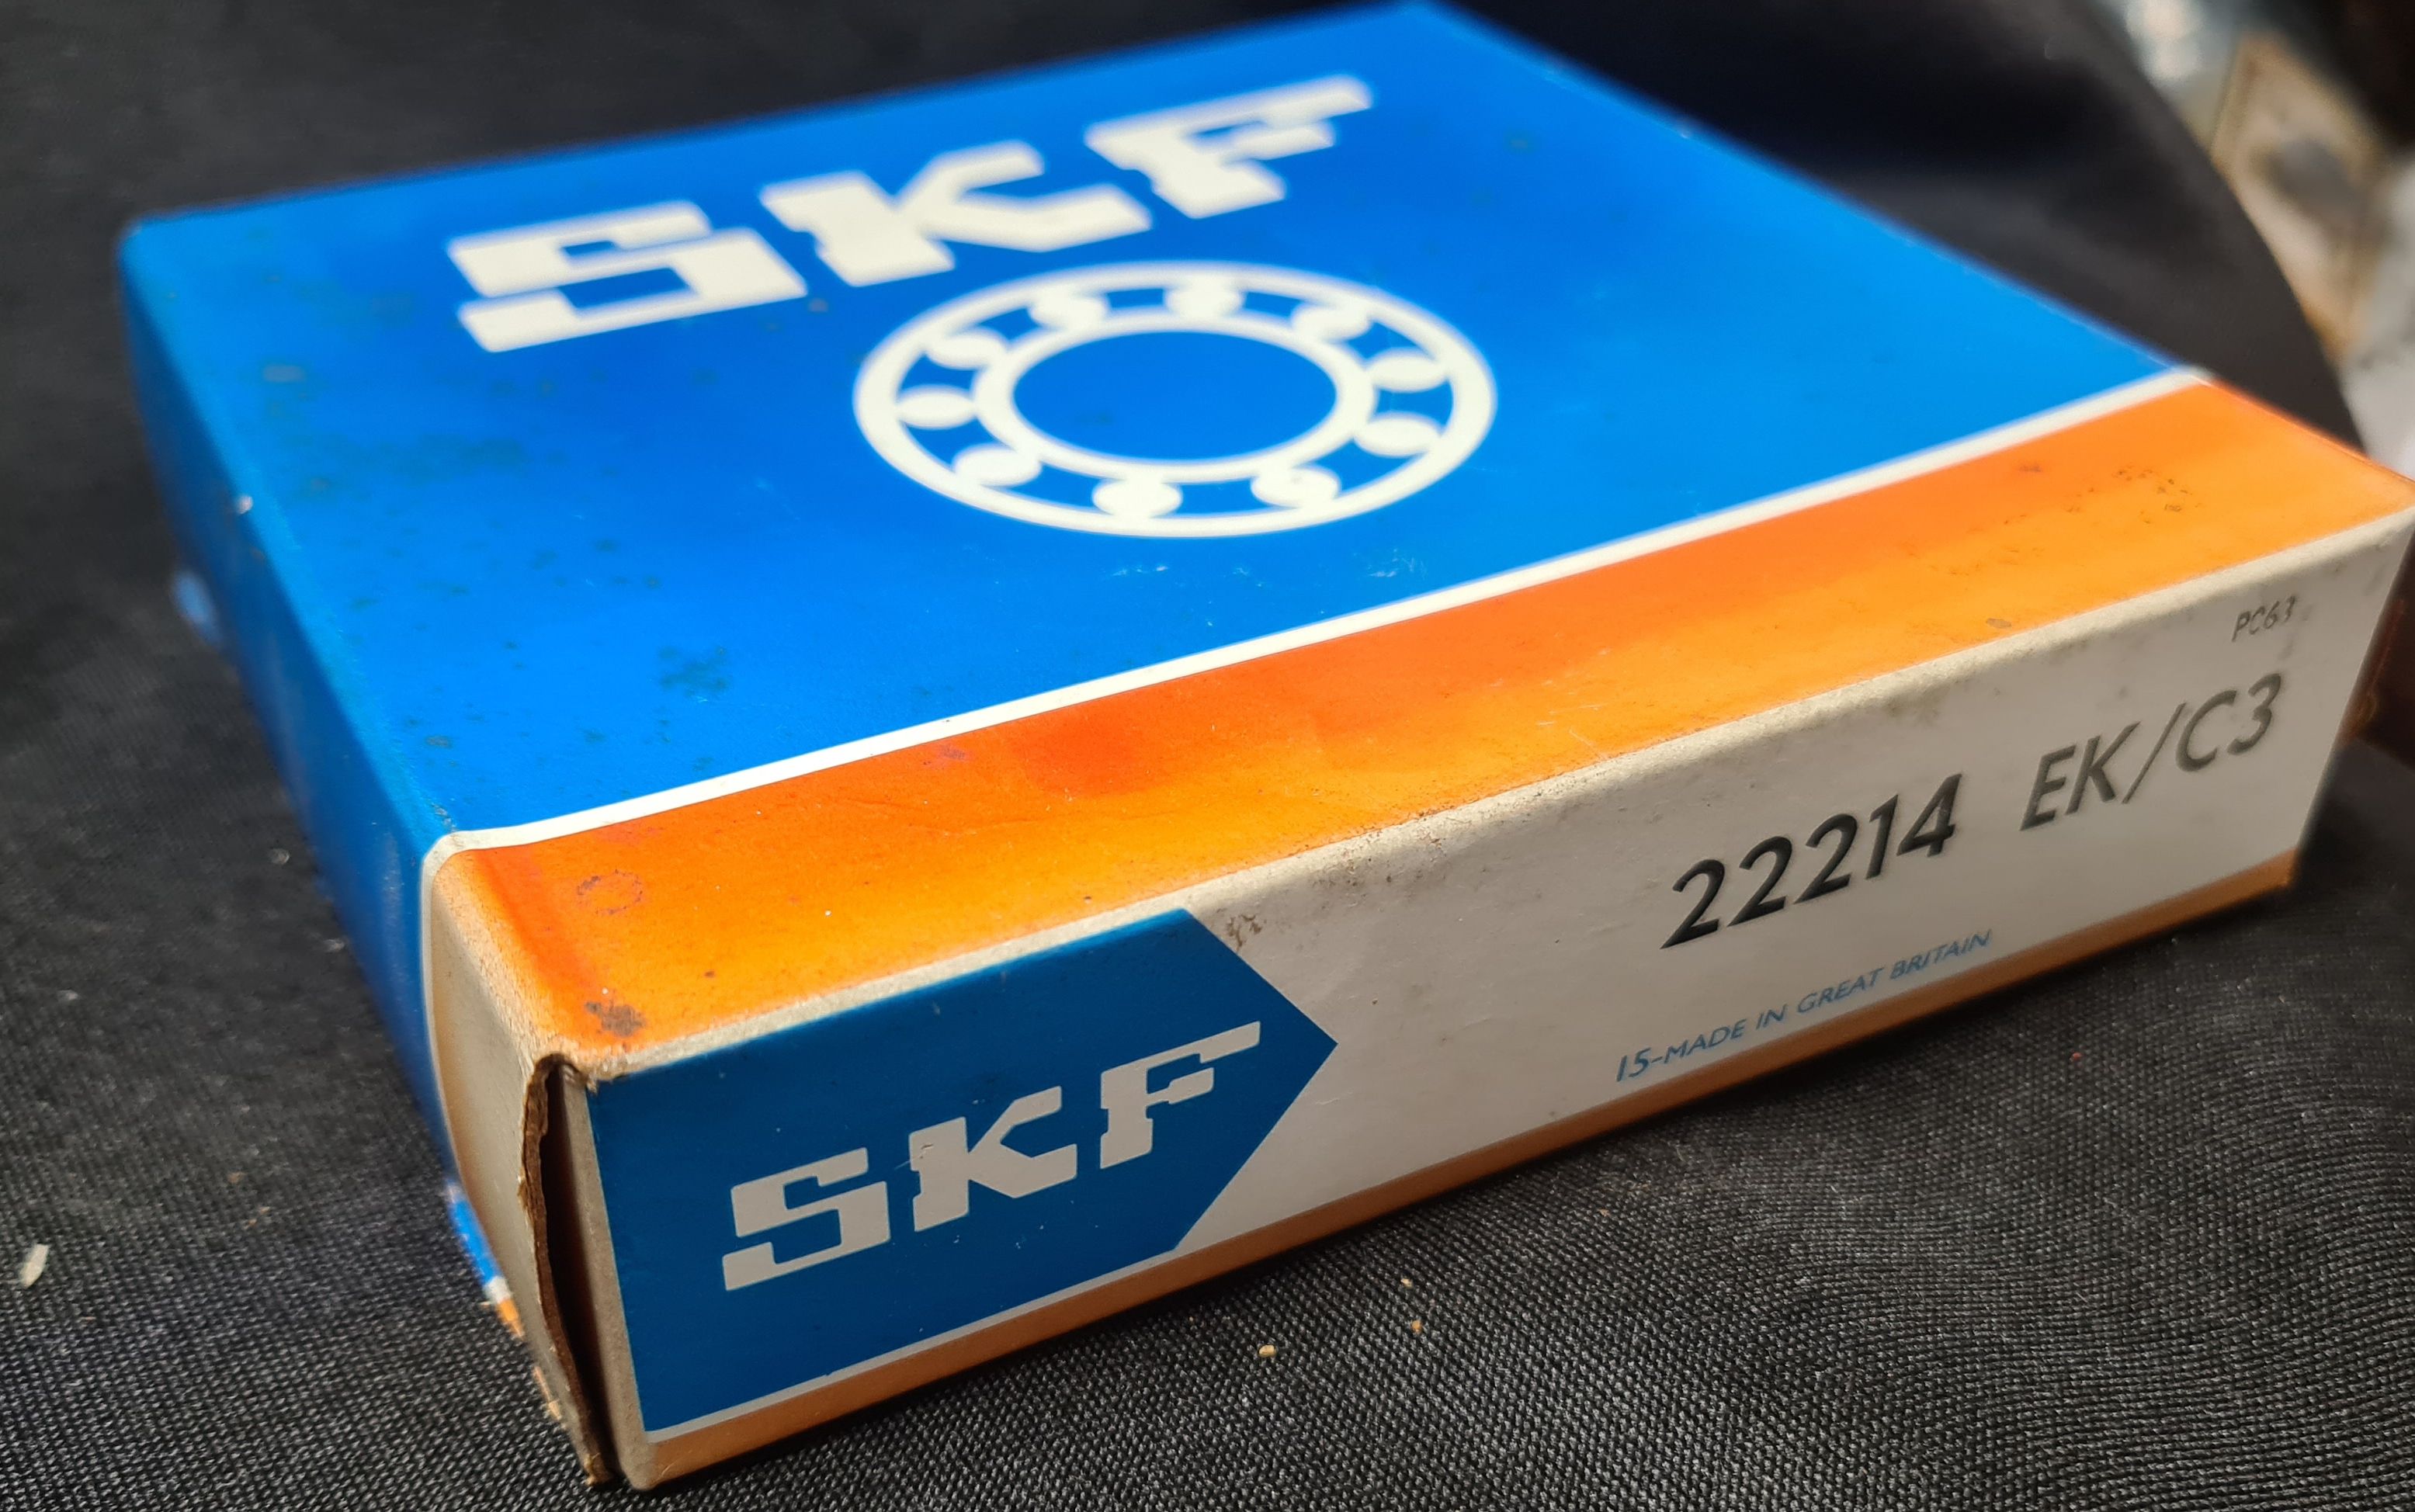 SKF
PC63
22214 EK/C3
15-MADE IN GREAT BRITAIN
SKF